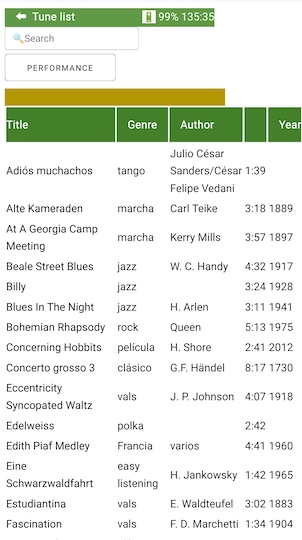 ⬅ Tune list 99% 135:35
🔍Search
PERFORMANCE
Title Genre Author Year
Adiós muchachos tango Julio César Sanders/César Felipe Vedani 1:39
Alte Kameraden marcha Carl Teike 3:18 1889
At A Georgia Camp Meeting marcha Kerry Mills 3:57 1897
Beale Street Blues jazz W. C. Handy 4:32 1917
Billy jazz 3:24 1928
Blues In The Night jazz H. Arlen 3:11 1941
Bohemian Rhapsody rock Queen 5:13 1975
Concerning Hobbits película H. Shore 2:41 2012
Concerto grosso 3 clásico G.F. Händel 8:17 1730
Eccentricity Syncopated Waltz vals J. P. Johnson 4:07 1918
Edelweiss polka 2:42
Edith Piaf Medley Francia varios 4:41 1960
Eine Schwarzwaldfahrt easy listening H. Jankowsky 1:42 1965
Estudiantina vals E. Waldteufel 3:02 1883
Fascination vals F. D. Marchetti 1:34 1904